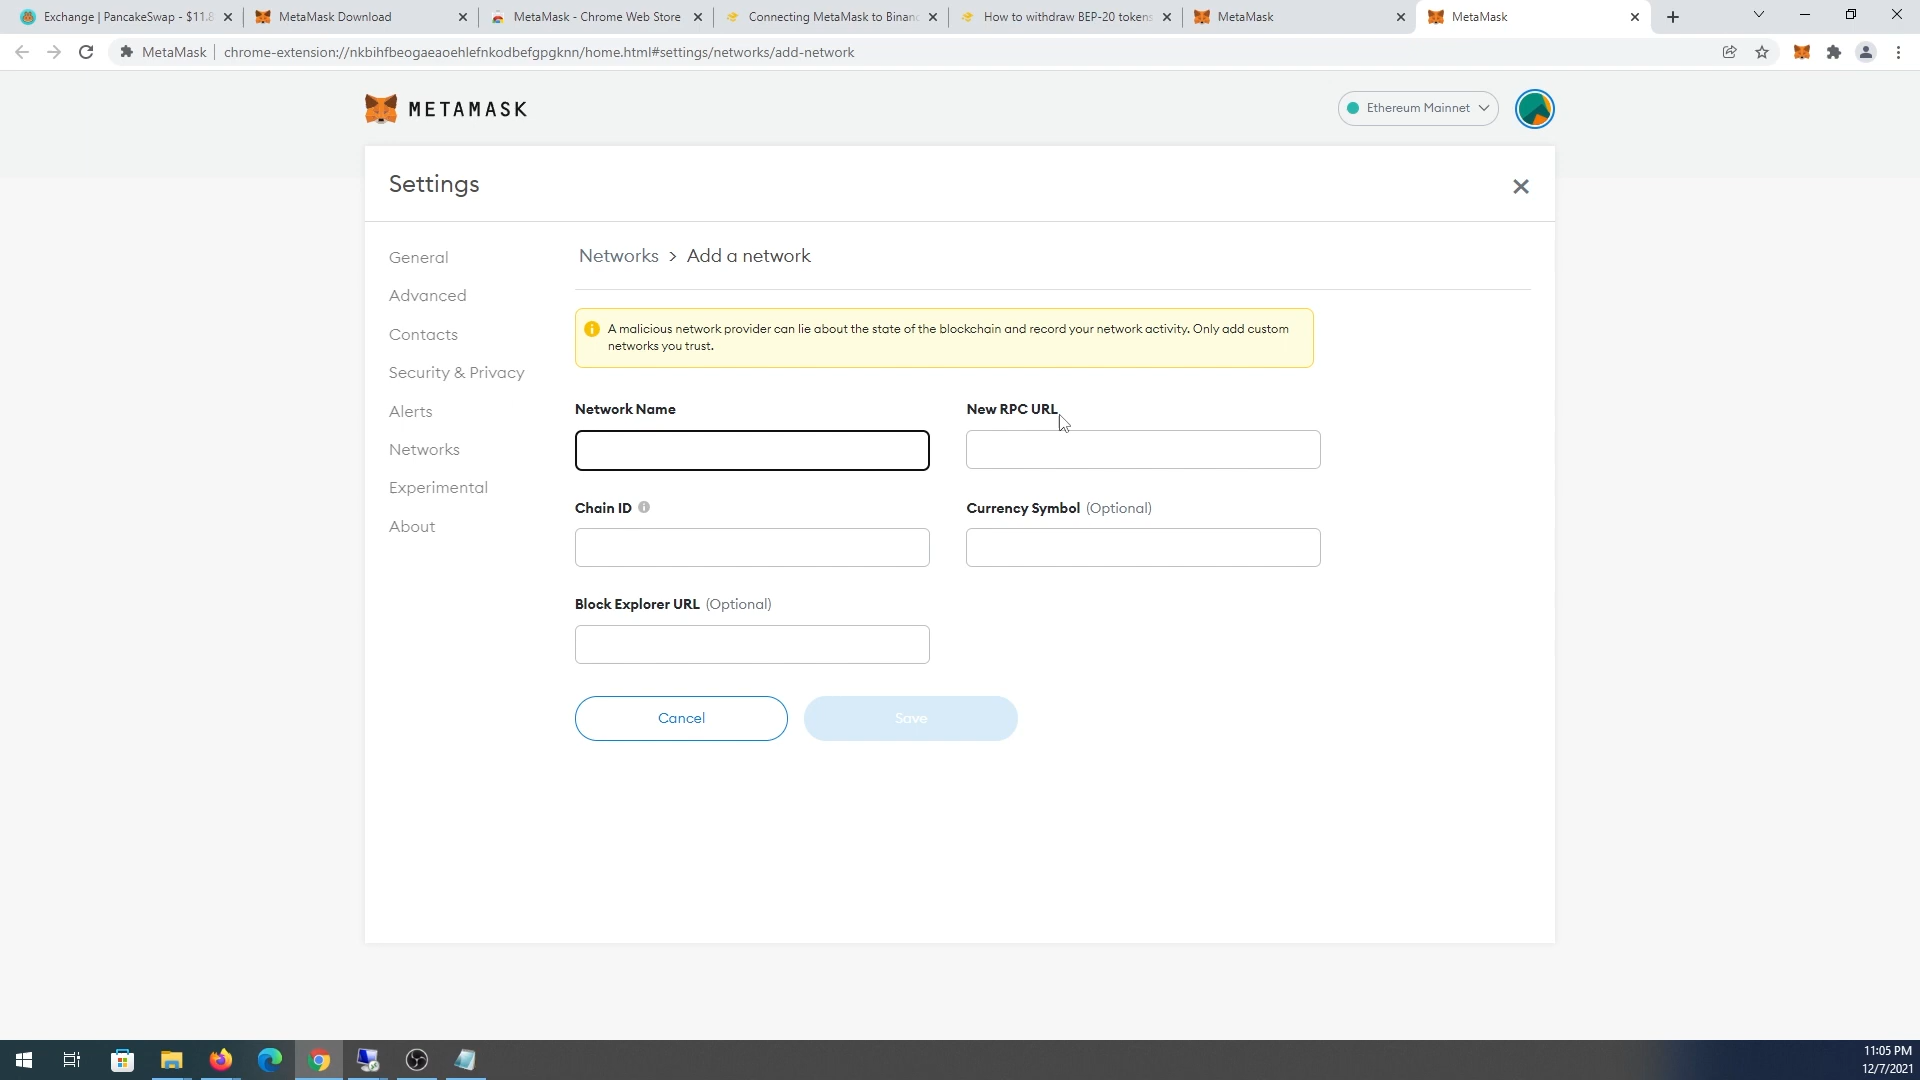 Exchange | PancakeSwap - $11.8
MetaMask Download
MetaMask - Chrome Web Store
Connecting MetaMask to Binanc
How to withdraw BEP-20 tokens
MetaMask
MetaMask
MetaMask
chrome-extension://nkbihfbeogaeaoehlefnkodbefgpgknn/home.html#settings/networks/add-network
METAMASK
Ethereum Mainnet
Settings
General
Advanced
Contacts
Security & Privacy
Alerts
Networks
Experimental
About
Networks > Add a network
A malicious network provider can lie about the state of the blockchain and record your network activity. Only add custom
networks you trust.
Network Name
New RPC URL
Chain ID
Currency Symbol (Optional)
Block Explorer URL (Optional)
Cancel
Save
11:05 PM
12/7/2021